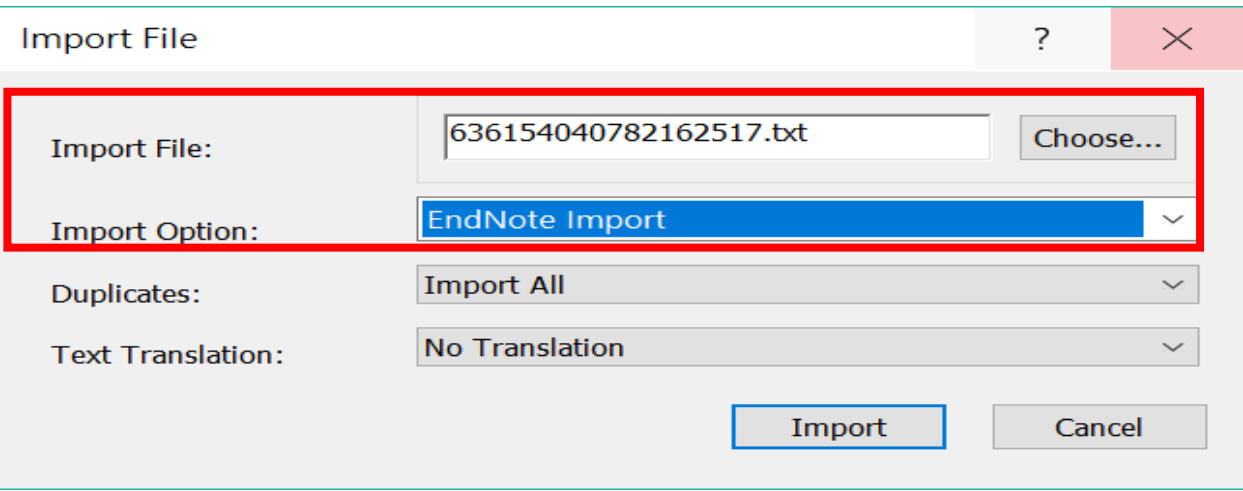 Import File
?
Import File:
636154040782162517.txt
Choose...
Import Option:
EndNote Import
Duplicates:
Import All
Text Translation:
No Translation
Import
Cancel